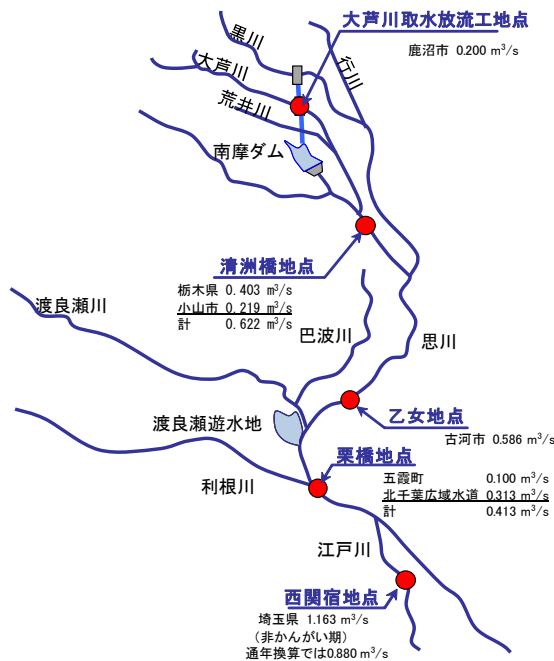 大芦川取水放流工地点
鹿沼市 0.200 m³/s
黒川
行川
大芦川
荒井川
南摩ダム
清洲橋地点
栃木県 0.403 m³/s
小山市 0.219 m³/s
計 0.622 m³/s
渡良瀬川
巴波川
思川
乙女地点
古河市 0.586 m³/s
渡良瀬遊水地
栗橋地点
五霞町 0.100 m³/s
北千葉広域水道 0.313 m³/s
計 0.413 m³/s
利根川
江戸川
西関宿地点
埼玉県 1.163 m³/s
(非かんがい期)
通年換算では0.880 m³/s